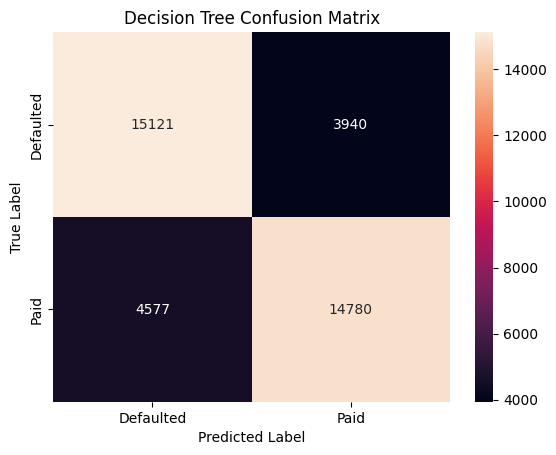 Decision Tree Confusion Matrix
True Label
Defaulted
Paid
15121
3940
4577
14780
Defaulted
Paid
Predicted Label
14000
12000
10000
8000
6000
4000